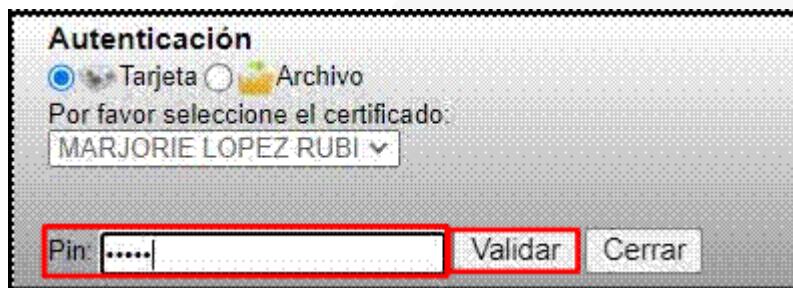 Autenticación
Tarjeta Archivo
Por favor seleccione el certificado:
MARJORIE LOPEZ RUBI
Pin: ••••• Validar Cerrar